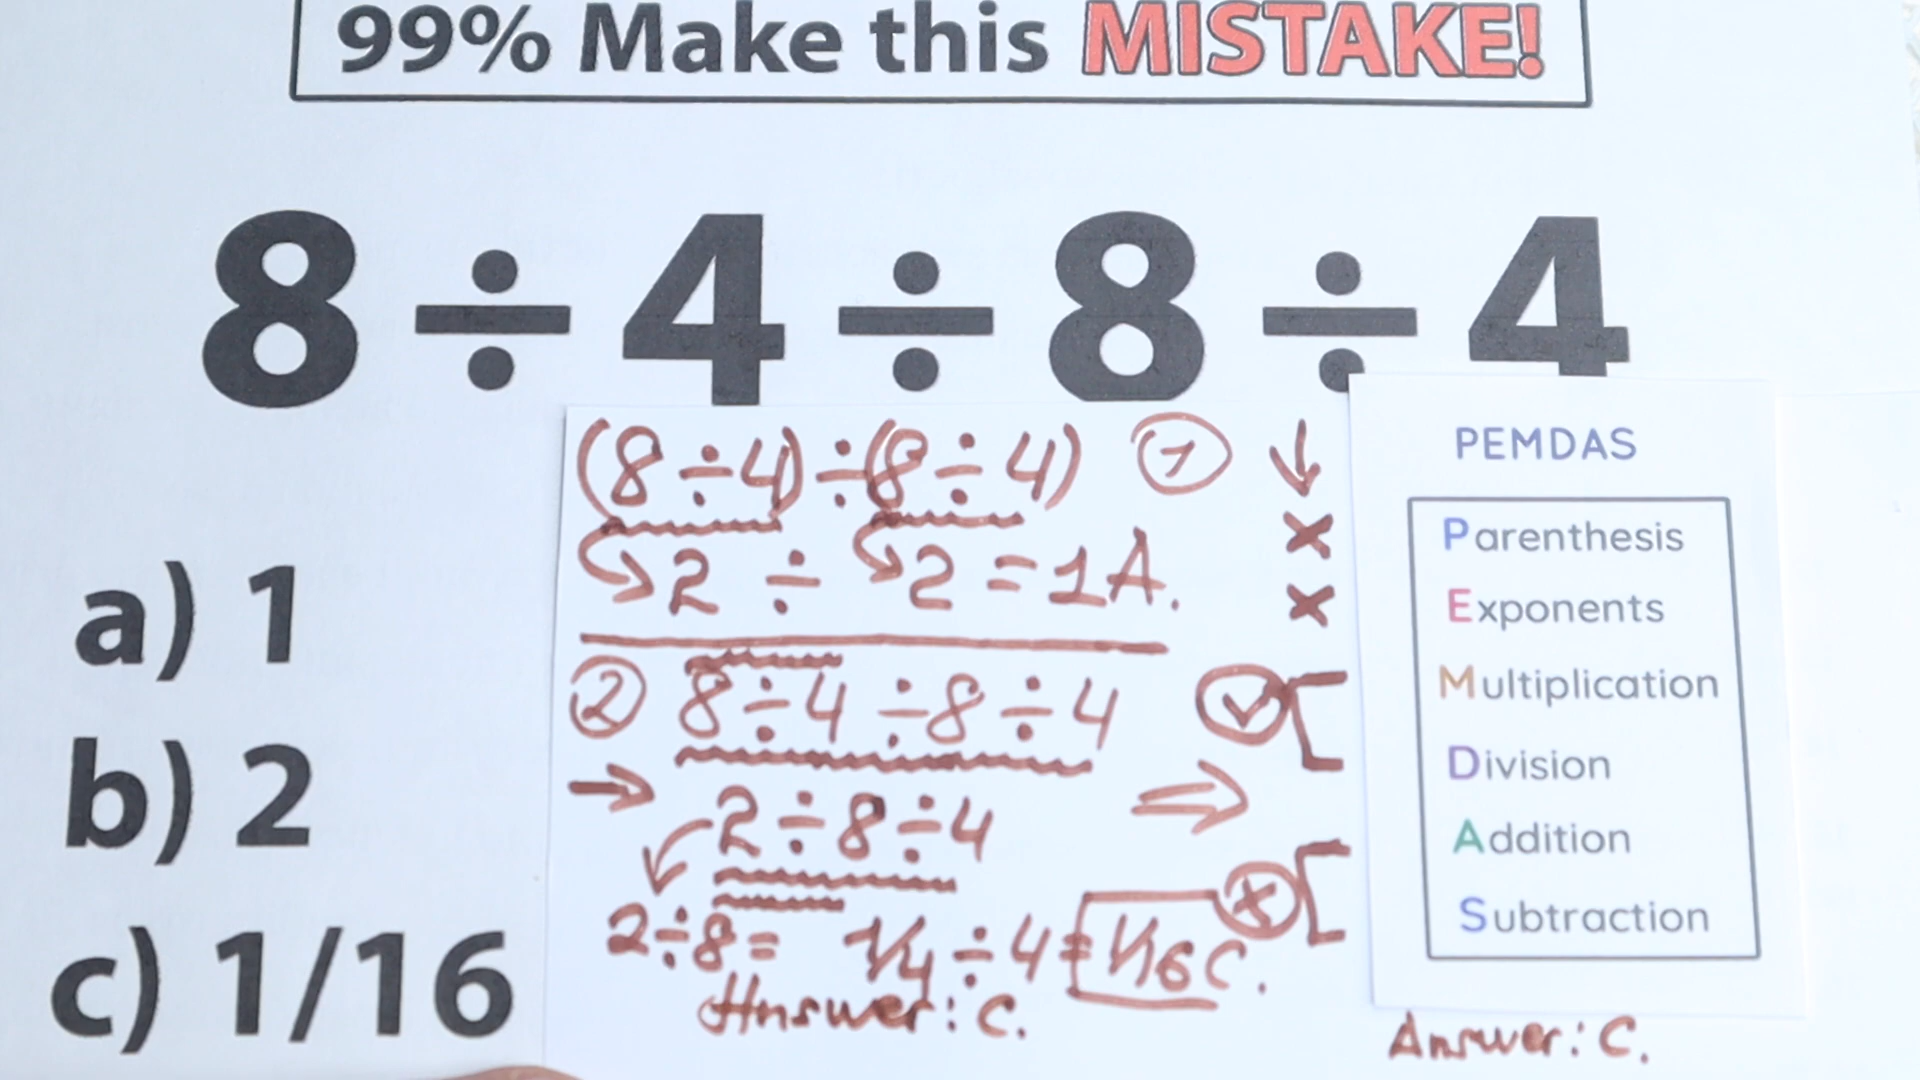 99% Make this MISTAKE!
8÷4÷8÷4
a) 1
b) 2
c) 1/16
(8÷4)÷(8÷4) 1
2 ÷ 2 = 1 A.
2 8÷4÷8÷4
2÷8÷4
2÷8= 1/4÷4=1/16 C.
Answer: C.
PEMDAS
Parenthesis
Exponents
Multiplication
Division
Addition
Subtraction
Answer: C.